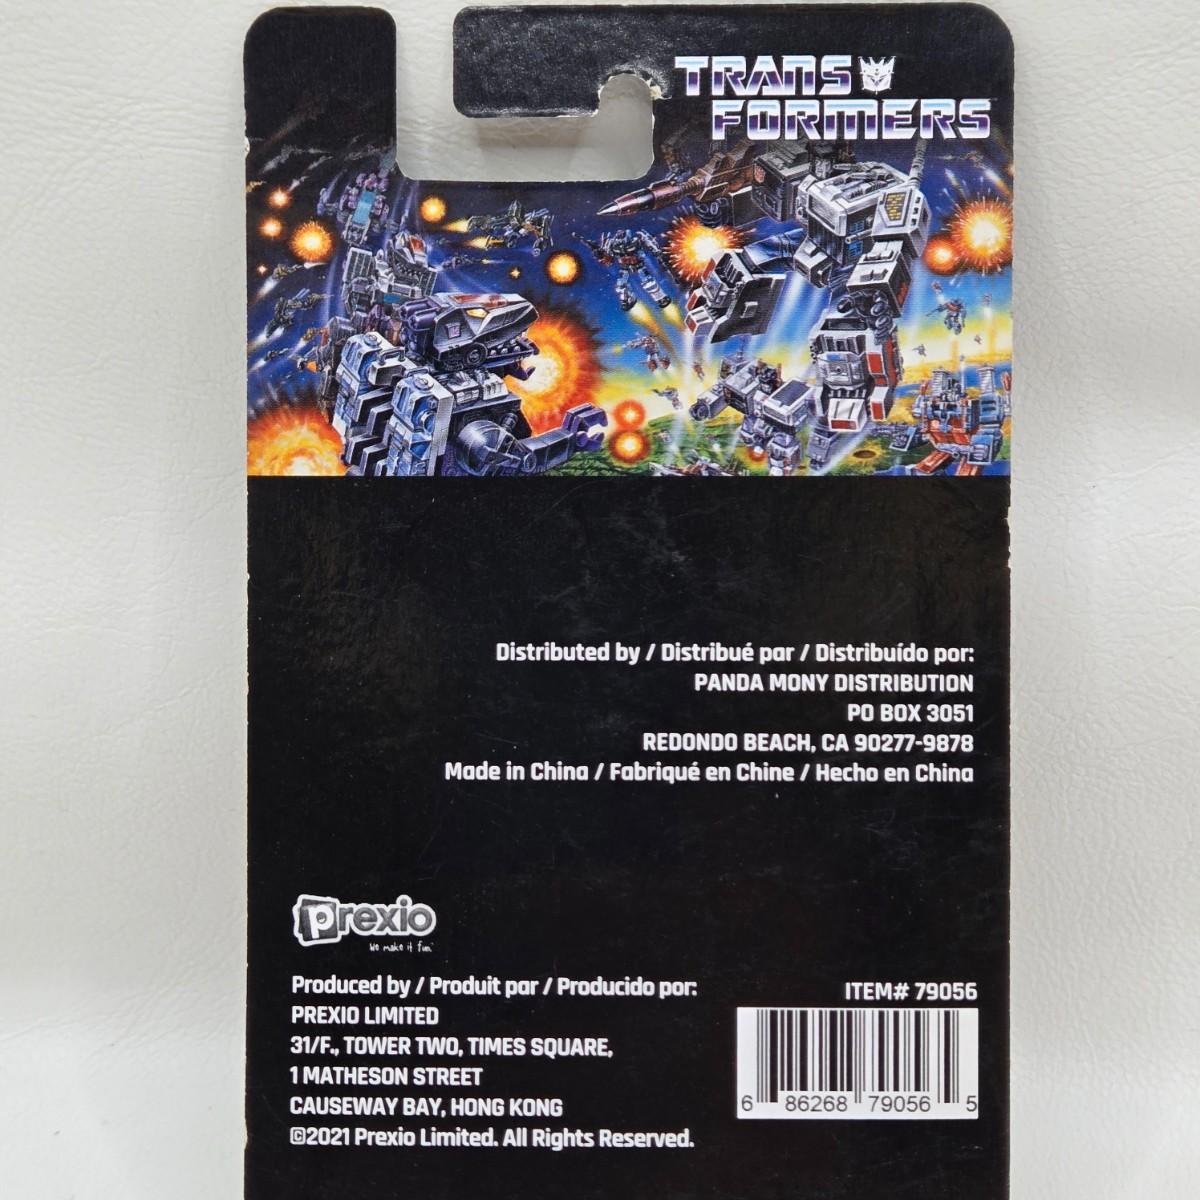 TRANS
FORMERS
Distributed by / Distribué par / Distribuído por:
PANDA MONY DISTRIBUTION
PO BOX 3051
REDONDO BEACH, CA 90277-9878
Made in China / Fabriqué en Chine / Hecho en China
prexio
We make it fun.
Produced by / Produit par / Producido por:
PREXIO LIMITED
31/F., TOWER TWO, TIMES SQUARE,
1 MATHESON STREET
CAUSEWAY BAY, HONG KONG
©2021 Prexio Limited. All Rights Reserved.
ITEM# 79056
6 86268 79056 5